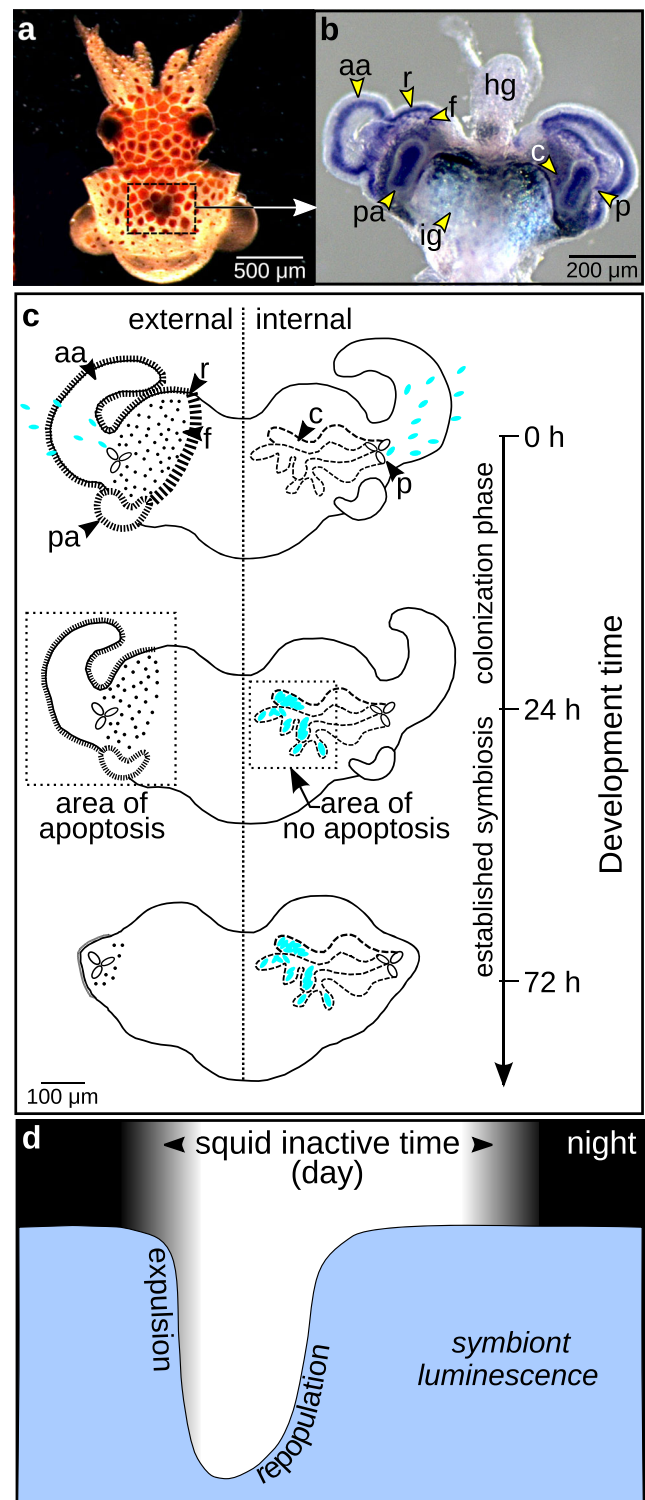 a
500 μm
b
aa
r
f
hg
c
pa
ig
p
200 μm
c
external
internal
aa
r
f
pa
c
p
0 h
colonization phase
24 h
established symbiosis
72 h
Development time
area of
apoptosis
area of
no apoptosis
100 μm
d
squid inactive time
(day)
night
expulsion
repopulation
symbiont
luminescence